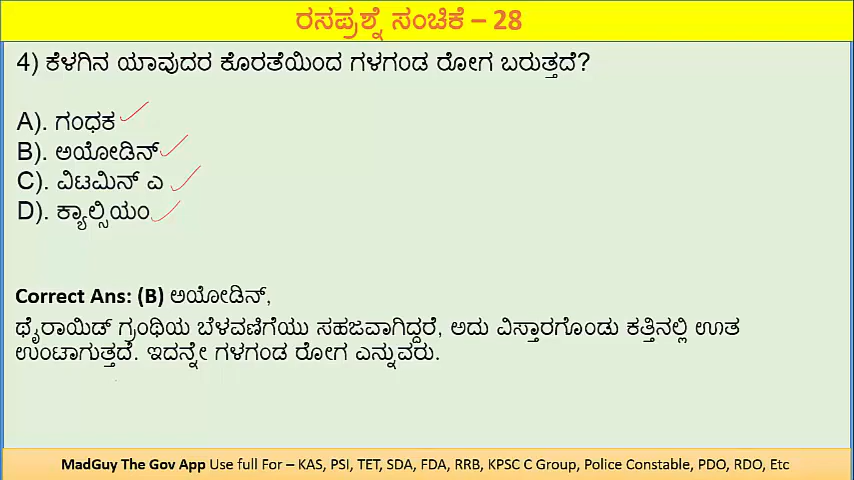 ರಸಪ್ರಶ್ನೆ ಸಂಚಿಕೆ – 28
4) ಕೆಳಗಿನ ಯಾವುದರ ಕೊರತೆಯಿಂದ ಗಳಗಂಡ ರೋಗ ಬರುತ್ತದೆ?
A). ಗಂಧಕ
B). ಅಯೋಡಿನ್
C). ವಿಟಮಿನ್ ಎ
D). ಕ್ಯಾಲ್ಸಿಯಂ
Correct Ans: (B) ಅಯೋಡಿನ್,
ಥೈರಾಯಿಡ್ ಗ್ರಂಥಿಯ ಬೆಳವಣಿಗೆಯು ಸಹಜವಾಗಿದ್ದರೆ, ಅದು ವಿಸ್ತಾರಗೊಂಡು ಕತ್ತಿನಲ್ಲಿ ಊತ
ಉಂಟಾಗುತ್ತದೆ. ಇದನ್ನೇ ಗಳಗಂಡ ರೋಗ ಎನ್ನುವರು.
MadGuy The Gov App Use full For – KAS, PSI, TET, SDA, FDA, RRB, KPSC C Group, Police Constable, PDO, RDO, Etc